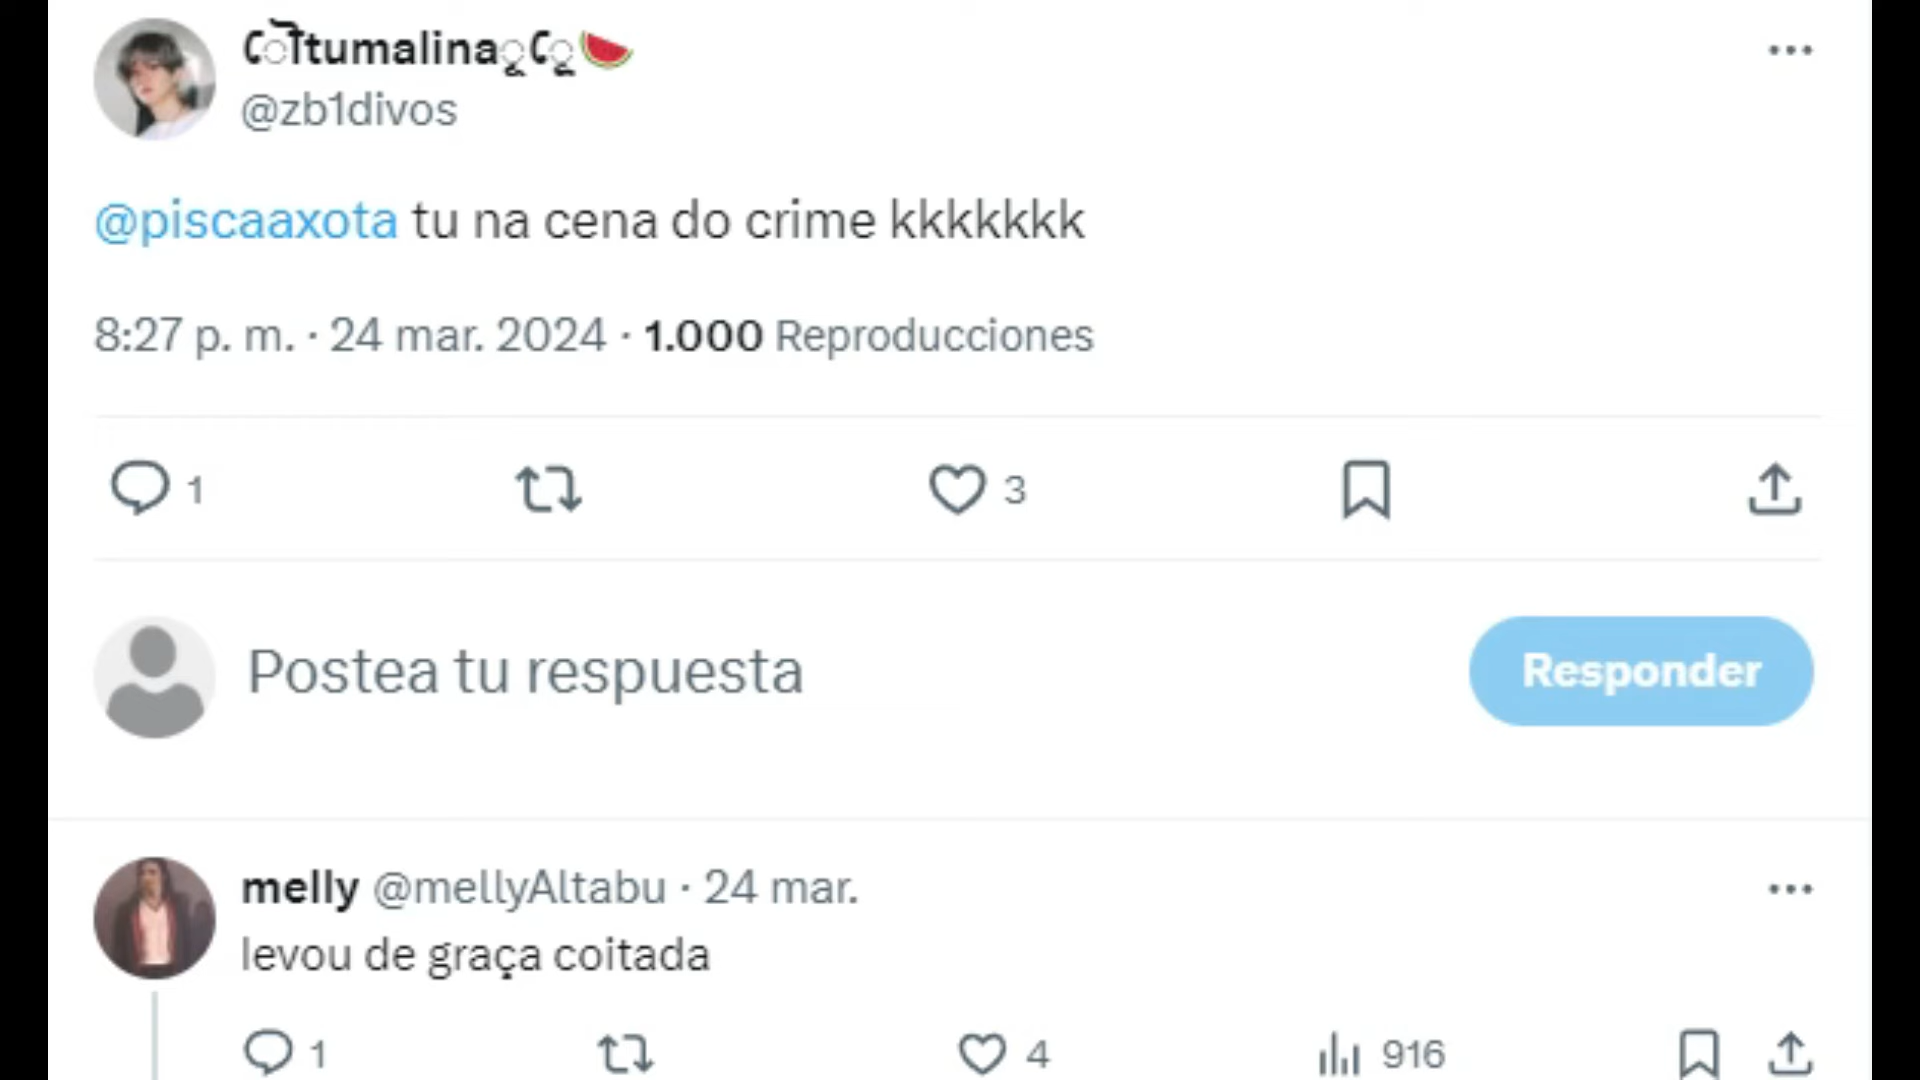 tumalina🍉
@zb1divos
@piscaaxota tu na cena do crime kkkkkkk
8:27 p. m. · 24 mar. 2024 · 1.000 Reproducciones
1 3
Postea tu respuesta
Responder
melly @mellyAltabu · 24 mar.
levou de graça coitada
1 4 916